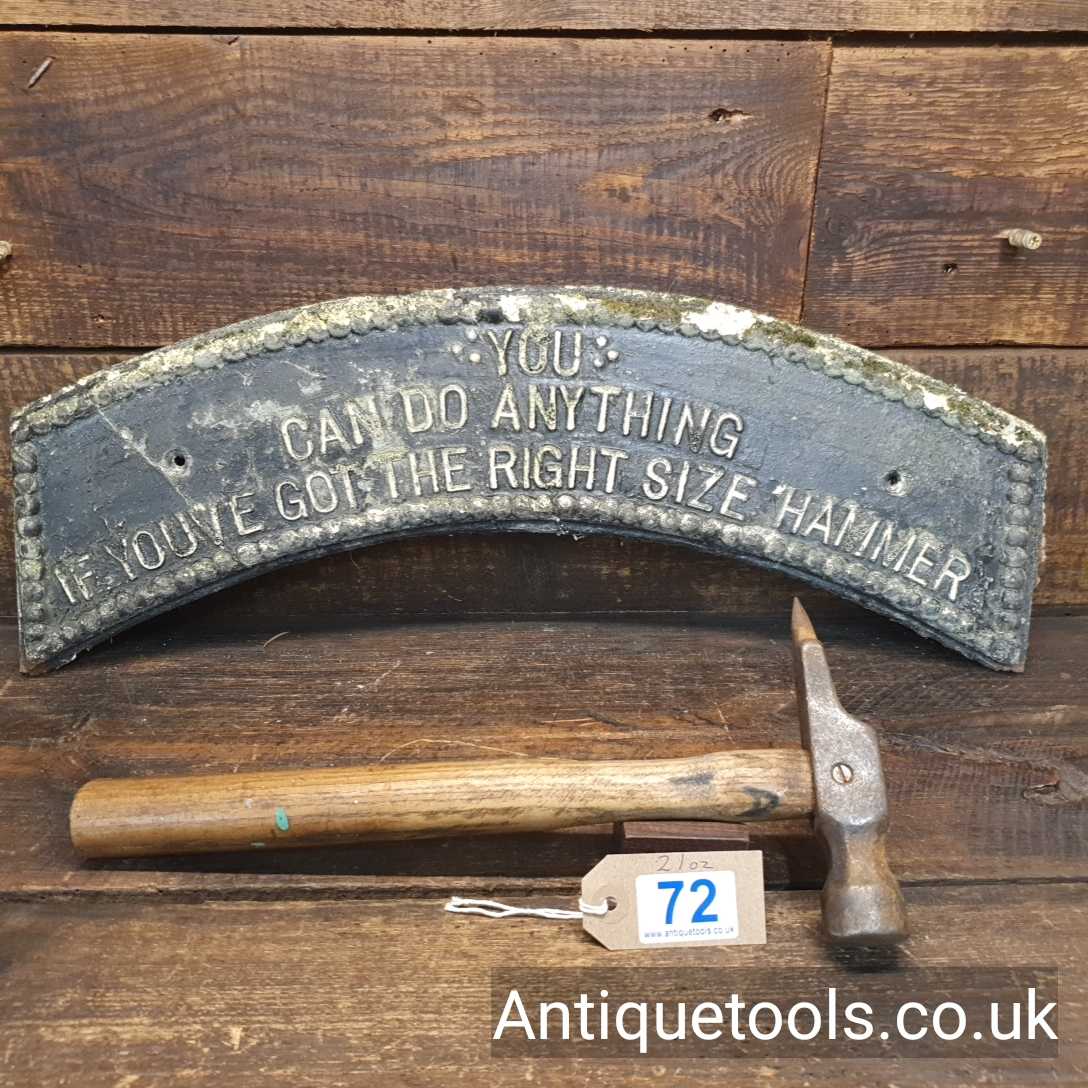 YOU
CAN DO ANYTHING
IF YOU'VE GOT THE RIGHT SIZE 'HAMMER
21oz
72
www.antiquetools.co.uk
Antiquetools.co.uk